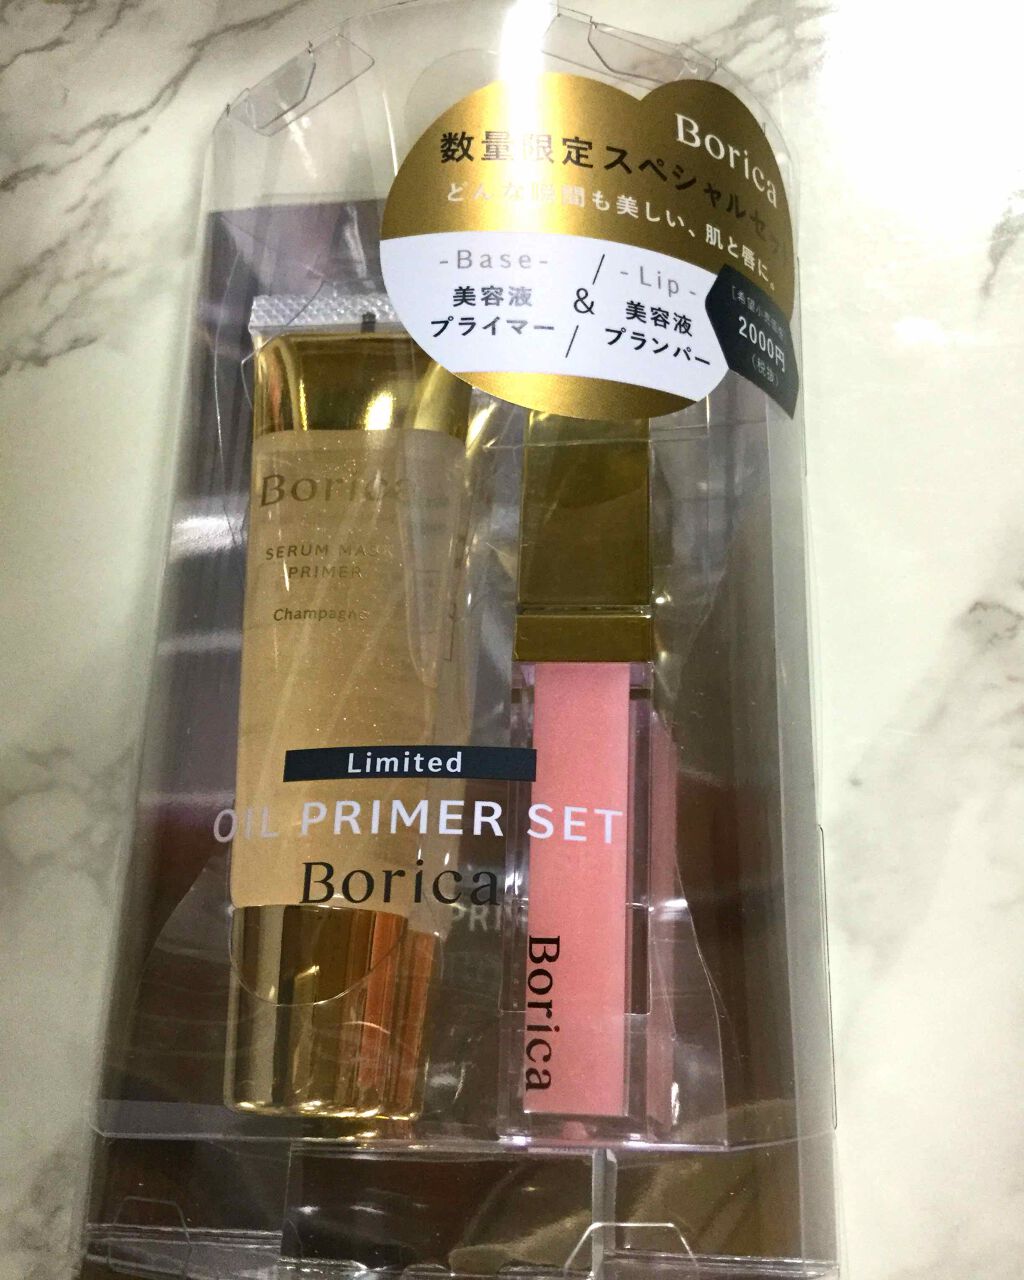 Borica
数量限定スペシャルセット
どんな瞬間も美しい、肌と唇に。
-Base-
美容液
プライマー
&
-Lip-
美容液
プランパー
2000円
(税抜)
Borica
SERUM MASK
PRIMER
Champagne
Limited
OIL PRIMER SET
Borica
Borica